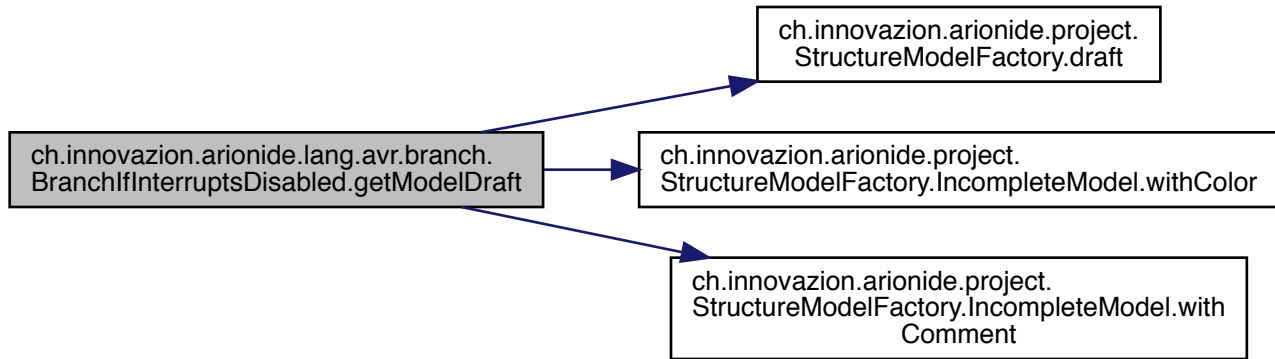 ch.innovazion.arionide.project.
StructureModelFactory.draft
ch.innovazion.arionide.lang.avr.branch.
BranchIfInterruptsDisabled.getModelDraft
ch.innovazion.arionide.project.
StructureModelFactory.IncompleteModel.withColor
ch.innovazion.arionide.project.
StructureModelFactory.IncompleteModel.with
Comment